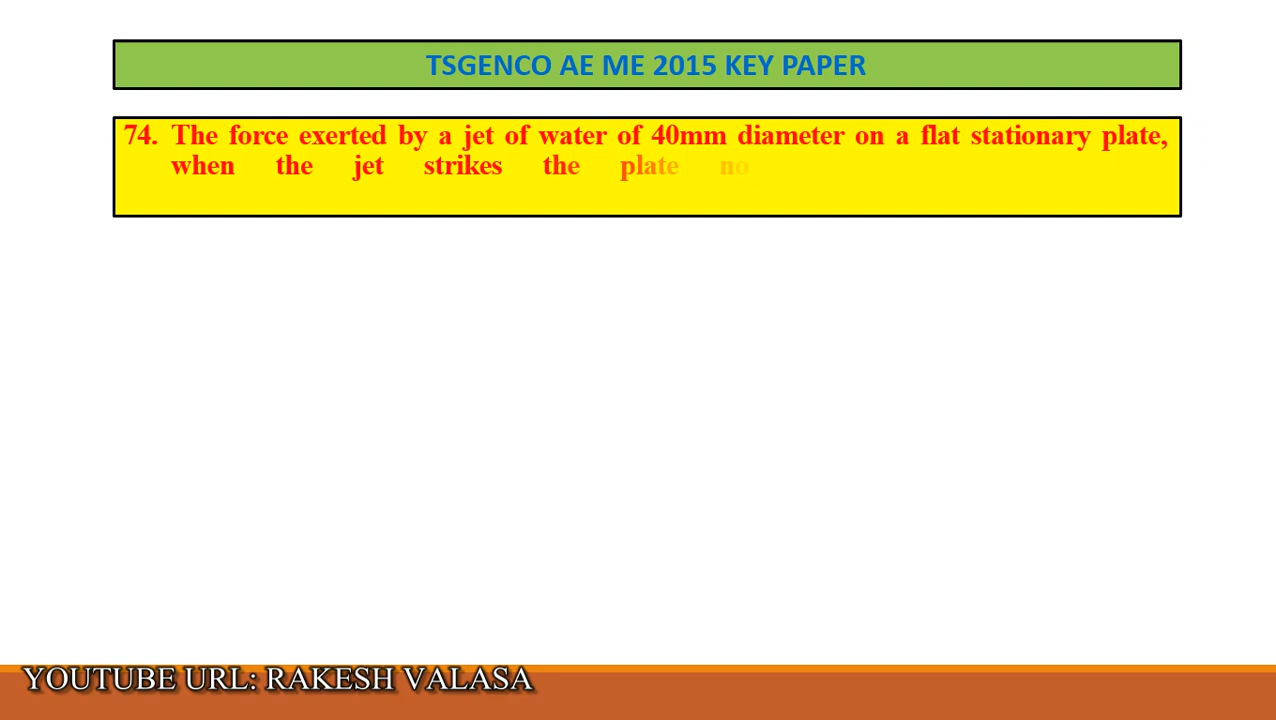 TSGENCO AE ME 2015 KEY PAPER
74. The force exerted by a jet of water of 40mm diameter on a flat stationary plate,
when the jet strikes the plate no
YOUTUBE URL: RAKESH VALASA